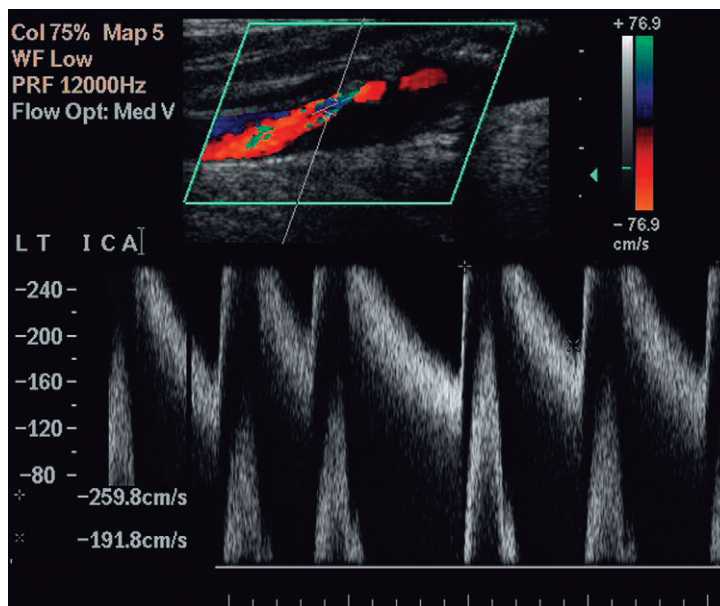 Col 75% Map 5
WF Low
PRF 12000Hz
Flow Opt: Med V
+ 76.9
- 76.9
cm/s
LT ICA
-240-
-200-
-160-
-120-
-80-
-259.8cm/s
-191.8cm/s